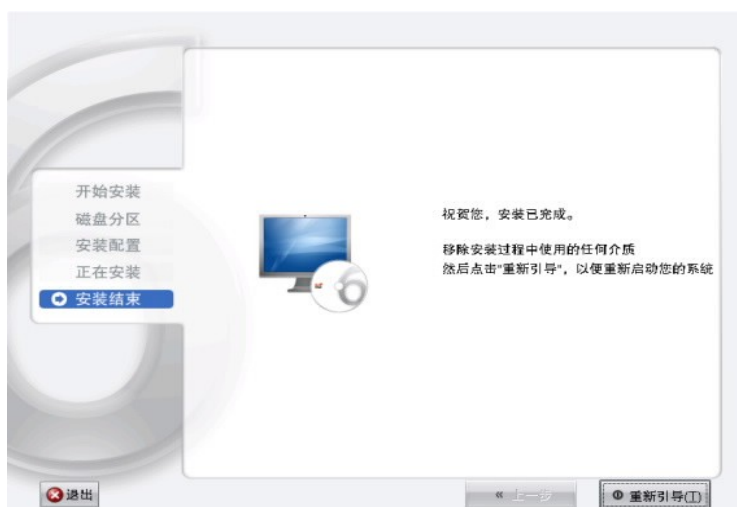 开始安装
磁盘分区
安装配置
正在安装
安装结束
祝贺您，安装已完成。
移除安装过程中使用的任何介质
然后点击"重新引导"，以便重新启动您的系统
退出
« 上一步
重新引导(T)